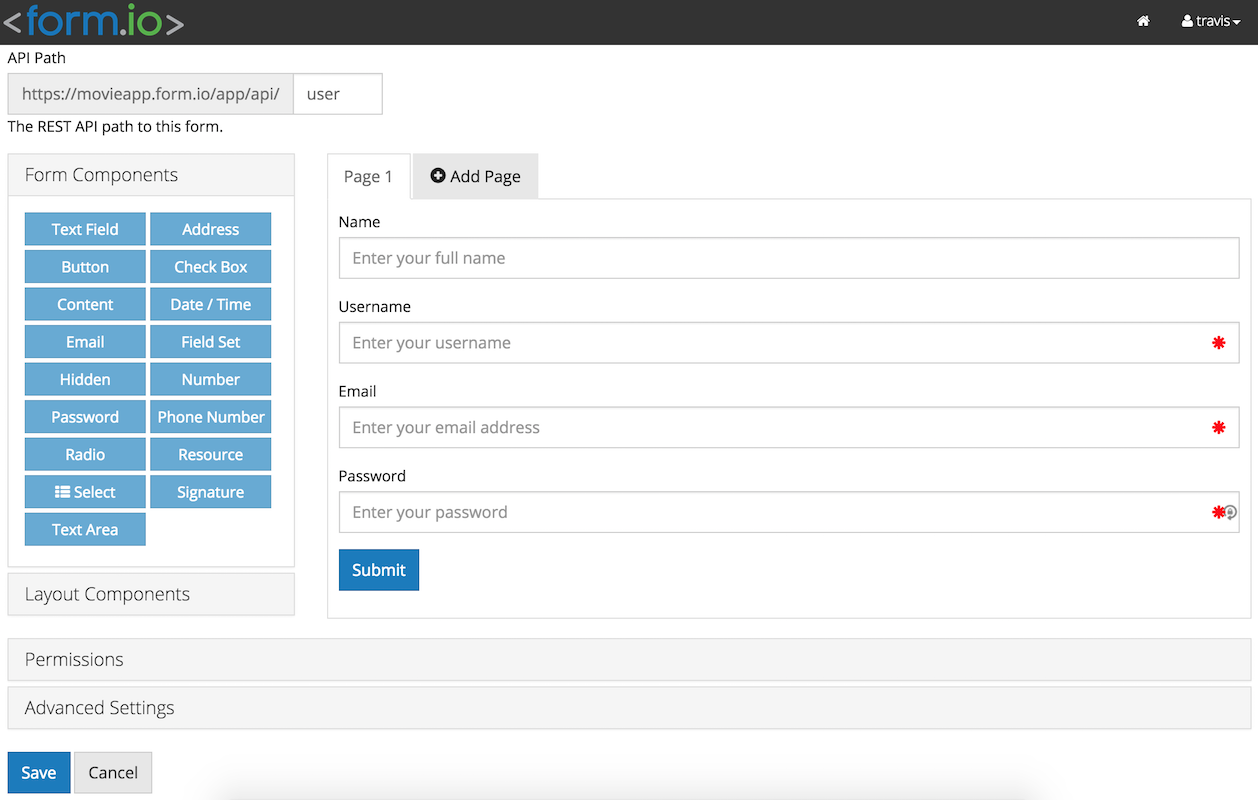 <form.io>
travis
API Path
https://movieapp.form.io/app/api/ user
The REST API path to this form.
Form Components
Text Field Address
Button Check Box
Content Date / Time
Email Field Set
Hidden Number
Password Phone Number
Radio Resource
Select Signature
Text Area
Layout Components
Page 1 Add Page
Name
Enter your full name
Username
Enter your username
Email
Enter your email address
Password
Enter your password
Submit
Permissions
Advanced Settings
Save Cancel